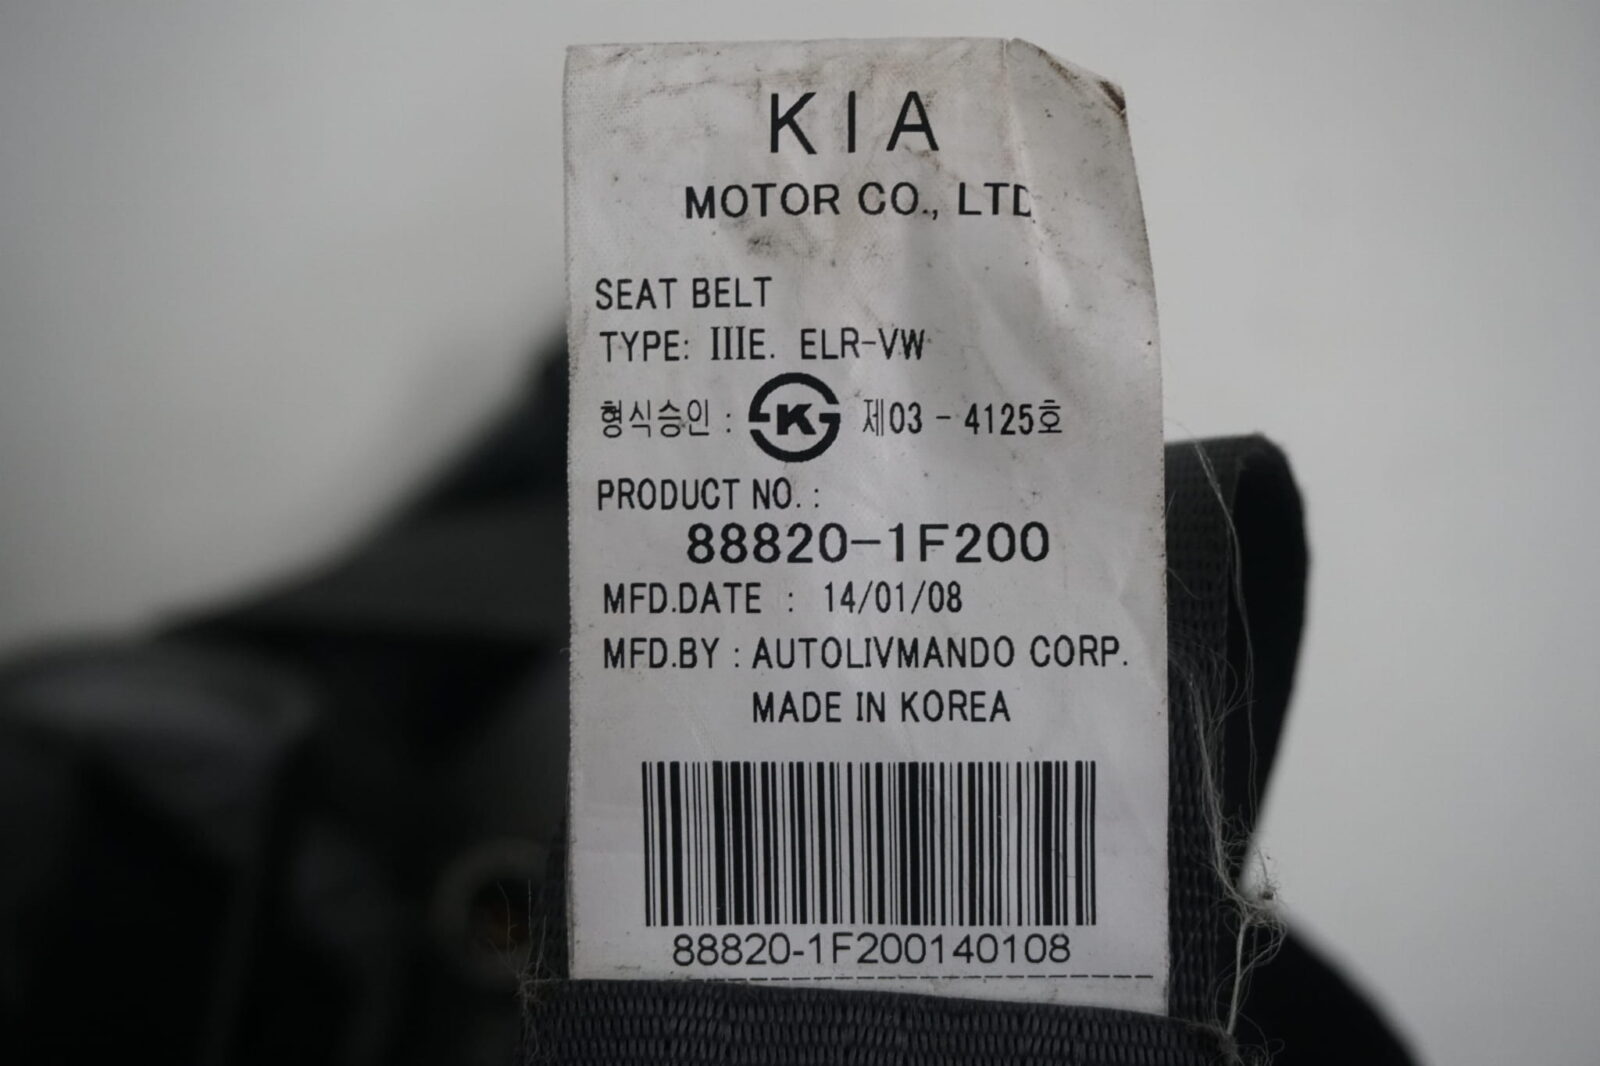 KIA
MOTOR CO., LTD
SEAT BELT
TYPE: IIIE. ELR-VW
형식승인 : K 제03 - 4125호
PRODUCT NO. :
88820-1F200
MFD.DATE : 14/01/08
MFD.BY : AUTOLIVMANDO CORP.
MADE IN KOREA
88820-1F200140108